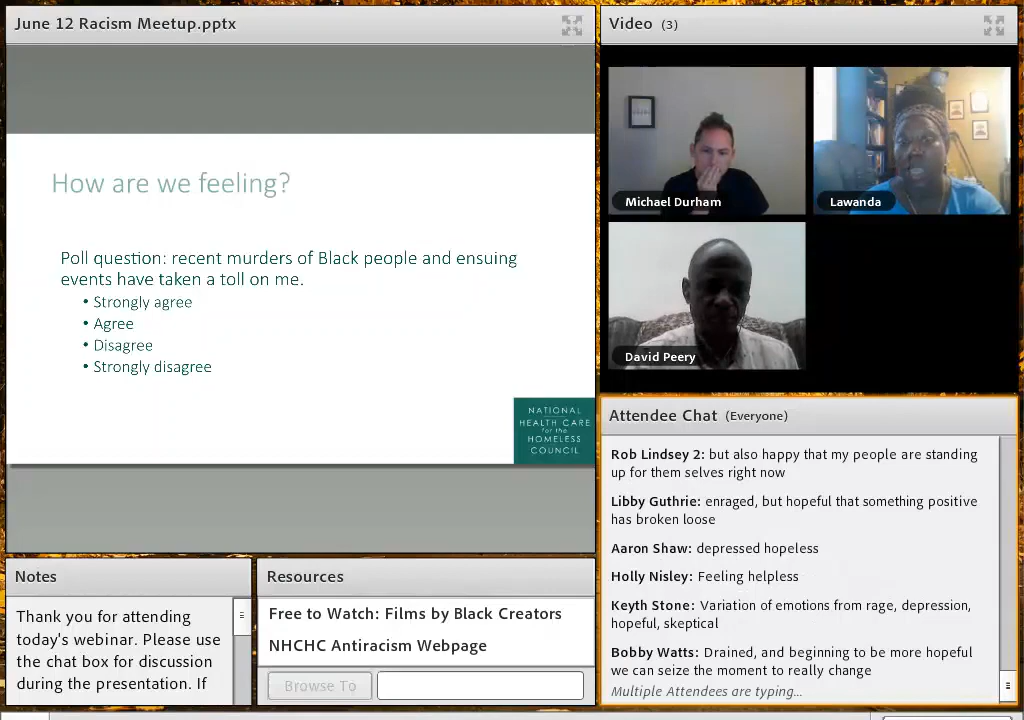 June 12 Racism Meetup.pptx
How are we feeling?
Poll question: recent murders of Black people and ensuing
events have taken a toll on me.
• Strongly agree
• Agree
• Disagree
• Strongly disagree
NATIONAL
HEALTH CARE
for the
HOMELESS
COUNCIL
Video (3)
Michael Durham
Lawanda
David Peery
Attendee Chat (Everyone)
Rob Lindsey 2: but also happy that my people are standing
up for them selves right now
Libby Guthrie: enraged, but hopeful that something positive
has broken loose
Aaron Shaw: depressed hopeless
Holly Nisley: Feeling helpless
Keyth Stone: Variation of emotions from rage, depression,
hopeful, skeptical
Bobby Watts: Drained, and beginning to be more hopeful
we can seize the moment to really change
Multiple Attendees are typing...
Notes
Thank you for attending
today's webinar. Please use
the chat box for discussion
during the presentation. If
Resources
Free to Watch: Films by Black Creators
NHCHC Antiracism Webpage
Browse To